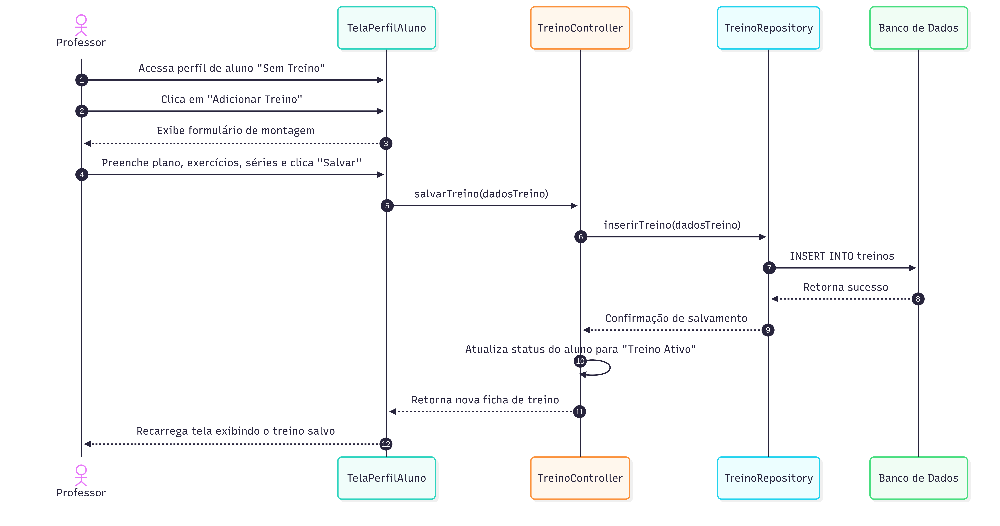 Professor
TelaPerfilAluno
TreinoController
TreinoRepository
Banco de Dados
Acessa perfil de aluno "Sem Treino"
1
Clica em "Adicionar Treino"
2
Exibe formulário de montagem
3
Preenche plano, exercícios, séries e clica "Salvar"
4
salvarTreino(dadosTreino)
5
inserirTreino(dadosTreino)
6
INSERT INTO treinos
7
Retorna sucesso
8
Confirmação de salvamento
9
Atualiza status do aluno para "Treino Ativo"
10
Retorna nova ficha de treino
11
Recarrega tela exibindo o treino salvo
12
Professor
TelaPerfilAluno
TreinoController
TreinoRepository
Banco de Dados